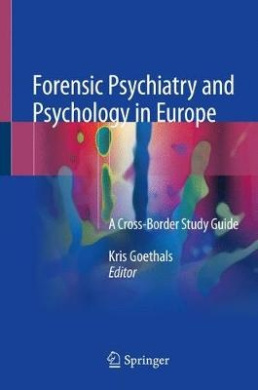 Forensic Psychiatry and
Psychology in Europe
A Cross-Border Study Guide
Kris Goethals
Editor
Springer